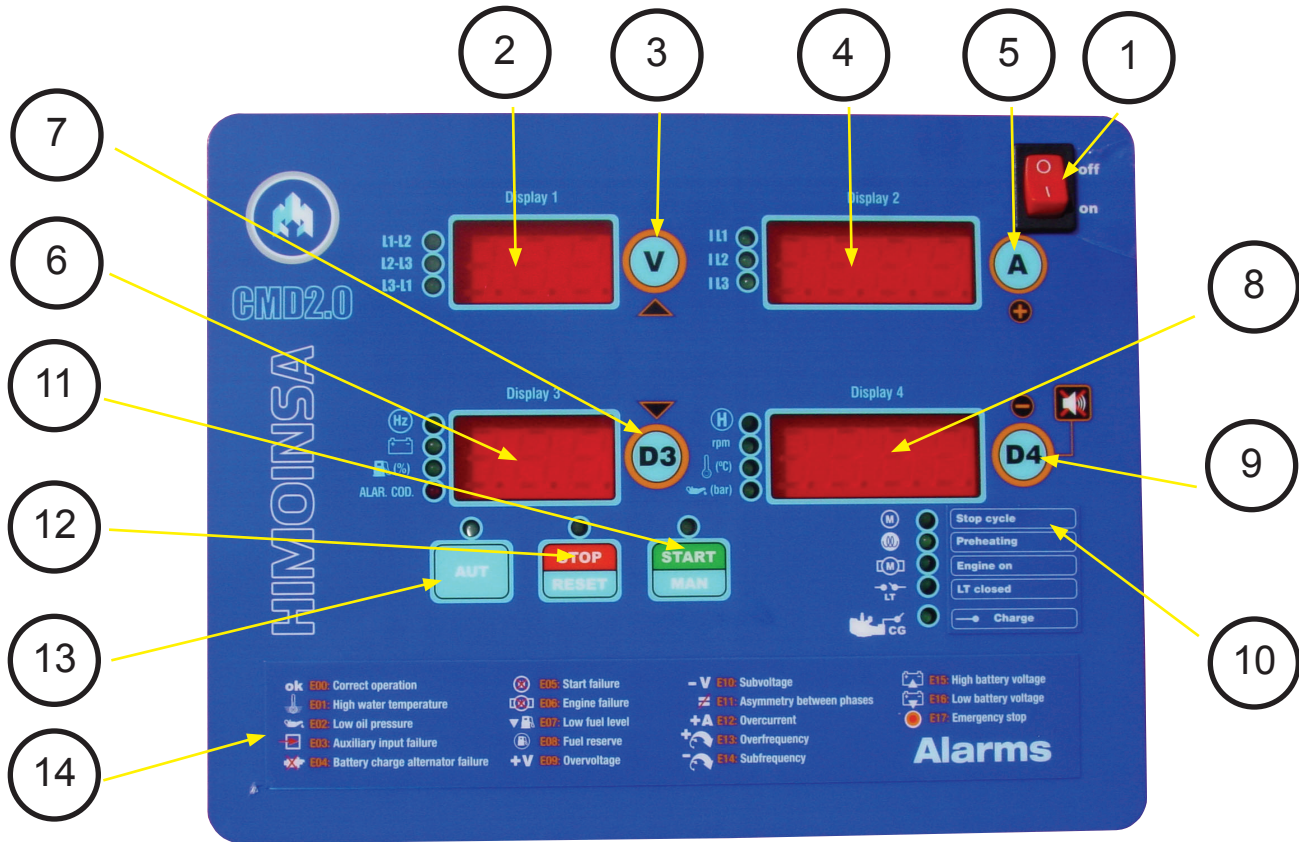 2
3
4
5
1
7
6
11
12
13
14
8
9
10
off
on
Display 1
L1-L2
L2-L3
L3-L1
V
Display 2
I L1
I L2
I L3
A
CMD2.0
HIMOINSA
Display 3
Hz
(%)
ALAR. COD.
D3
Display 4
H
rpm
(ºC)
(bar)
D4
AUT
STOP
RESET
START
MAN
M Stop cycle
Preheating
M Engine on
LT LT closed
CG Charge
ok E00: Correct operation
E01: High water temperature
E02: Low oil pressure
E03: Auxiliary input failure
E04: Battery charge alternator failure
E05: Start failure
E06: Engine failure
E07: Low fuel level
E08: Fuel reserve
+V E09: Overvoltage
-V E10: Subvoltage
E11: Asymmetry between phases
+A E12: Overcurrent
E13: Overfrequency
E14: Subfrequency
E15: High battery voltage
E16: Low battery voltage
E17: Emergency stop
Alarms